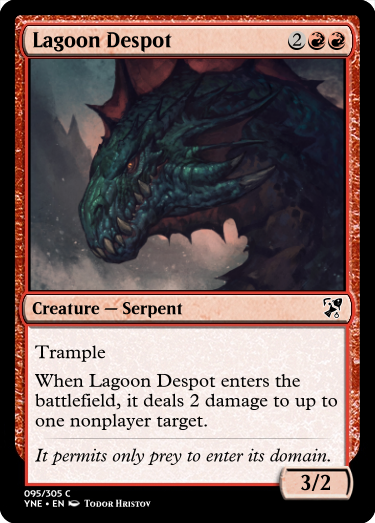 Lagoon Despot 2
Creature — Serpent
Trample
When Lagoon Despot enters the
battlefield, it deals 2 damage to up to
one nonplayer target.
It permits only prey to enter its domain.
3/2
095/305 C
YNE • EN Todor Hristov